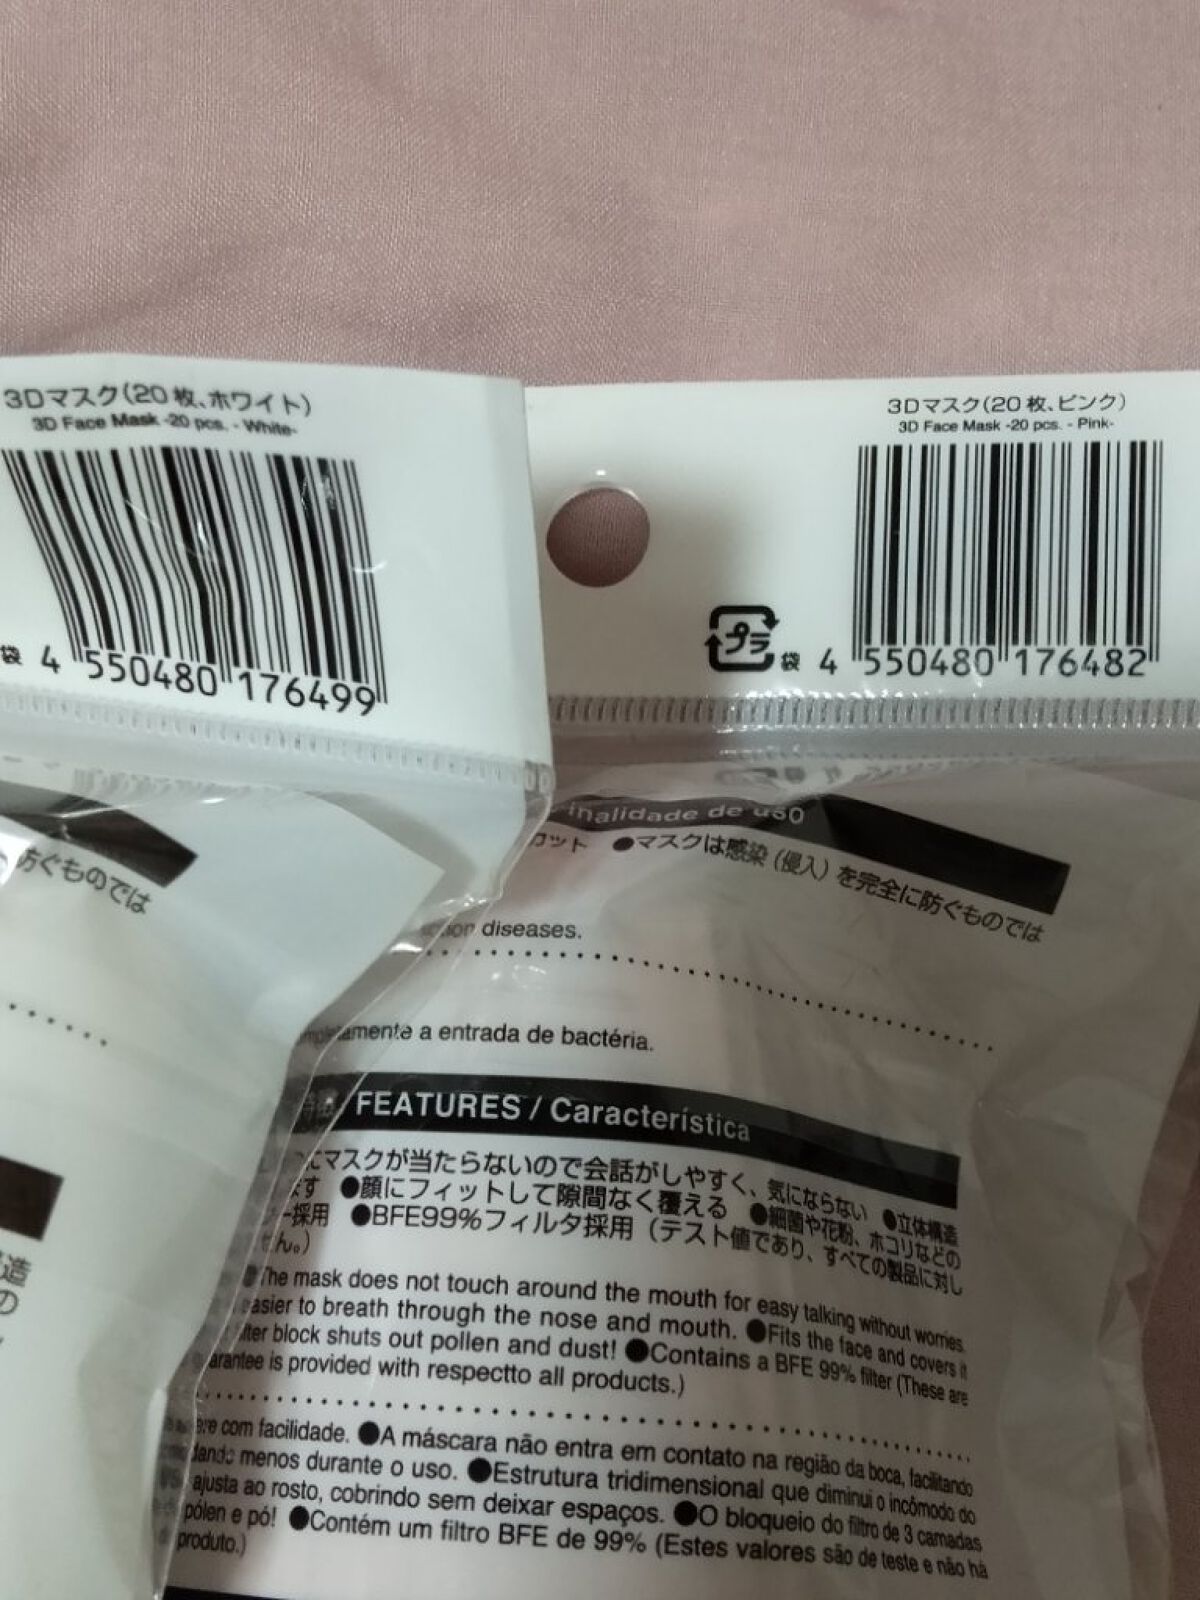 3Dマスク(20枚、ホワイト)
3D Face Mask -20 pcs. - White-
袋 4 550480 176499
防ぐものでは
造
の
3Dマスク(20枚、ピンク)
3D Face Mask -20 pcs. - Pink-
プラ 袋 4 550480 176482
inalidade de uso
カット ●マスクは感染(侵入)を完全に防ぐものでは
diseases.
a entrada de bactéria.
FEATURES / Característica
にマスクが当たらないので会話がしやすく、気にならない ●立体構造
ます ●顔にフィットして隙間なく覆える ●細菌や花粉、ホコリなどの
ー採用 ●BFE99%フィルタ採用(テスト値であり、すべての製品に対し
せん。)
The mask does not touch around the mouth for easy talking without worries.
easier to breath through the nose and mouth. ●Fits the face and covers it
block shuts out pollen and dust! ●Contains a BFE 99% filter (These are
guarantee is provided with respectto all products.)
com facilidade. ●A máscara não entra em contato na região da boca, facilitando
menos durante o uso. ●Estrutura tridimensional que diminui o incômodo do
ajusta ao rosto, cobrindo sem deixar espaços. ●O bloqueio do filtro de 3 camadas
pólen e pó! ●Contém um filtro BFE de 99% (Estes valores são de teste e não há
produto.)